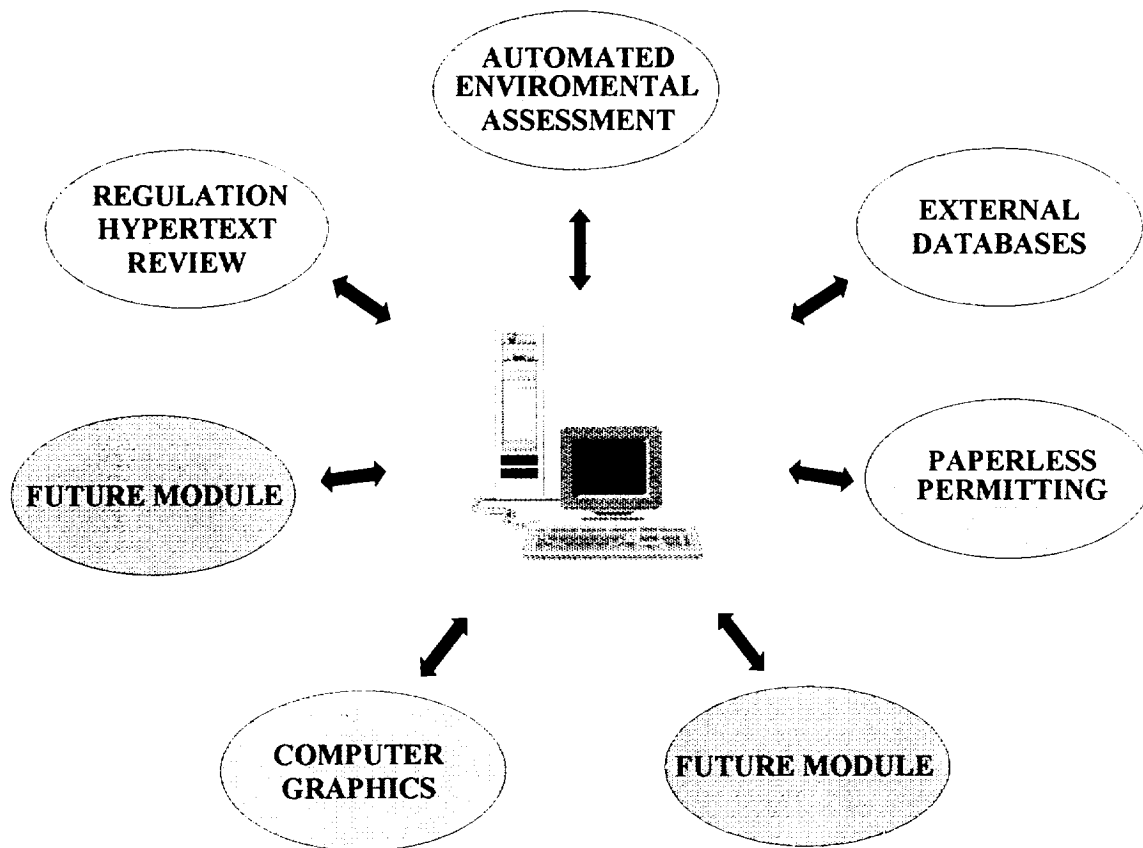 AUTOMATED
ENVIROMENTAL
ASSESSMENT
REGULATION
HYPERTEXT
REVIEW
EXTERNAL
DATABASES
FUTURE MODULE
PAPERLESS
PERMITTING
COMPUTER
GRAPHICS
FUTURE MODULE